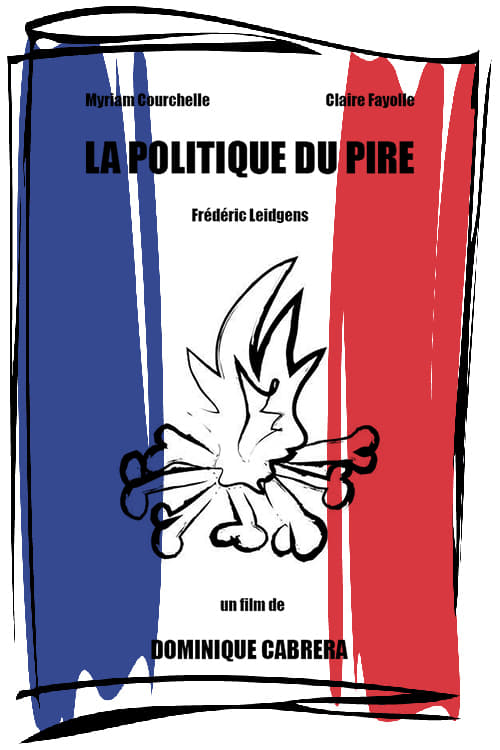 Myriam Courchelle Claire Fayolle
LA POLITIQUE DU PIRE
Frédéric Leidgens
un film de
DOMINIQUE CABRERA